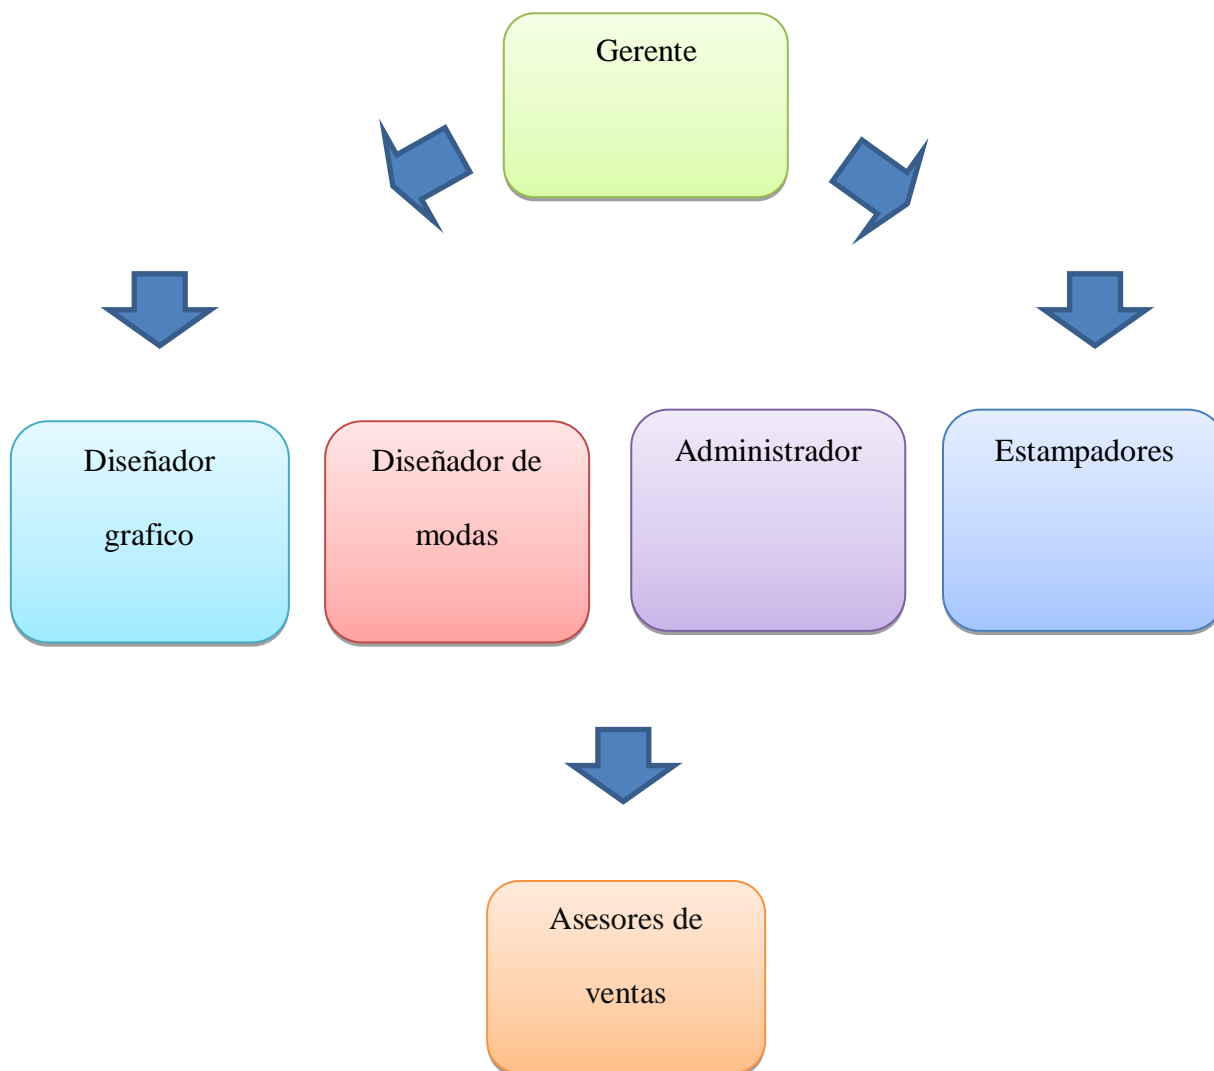 Gerente
Diseñador
grafico
Diseñador de
modas
Administrador
Estampadores
Asesores de
ventas